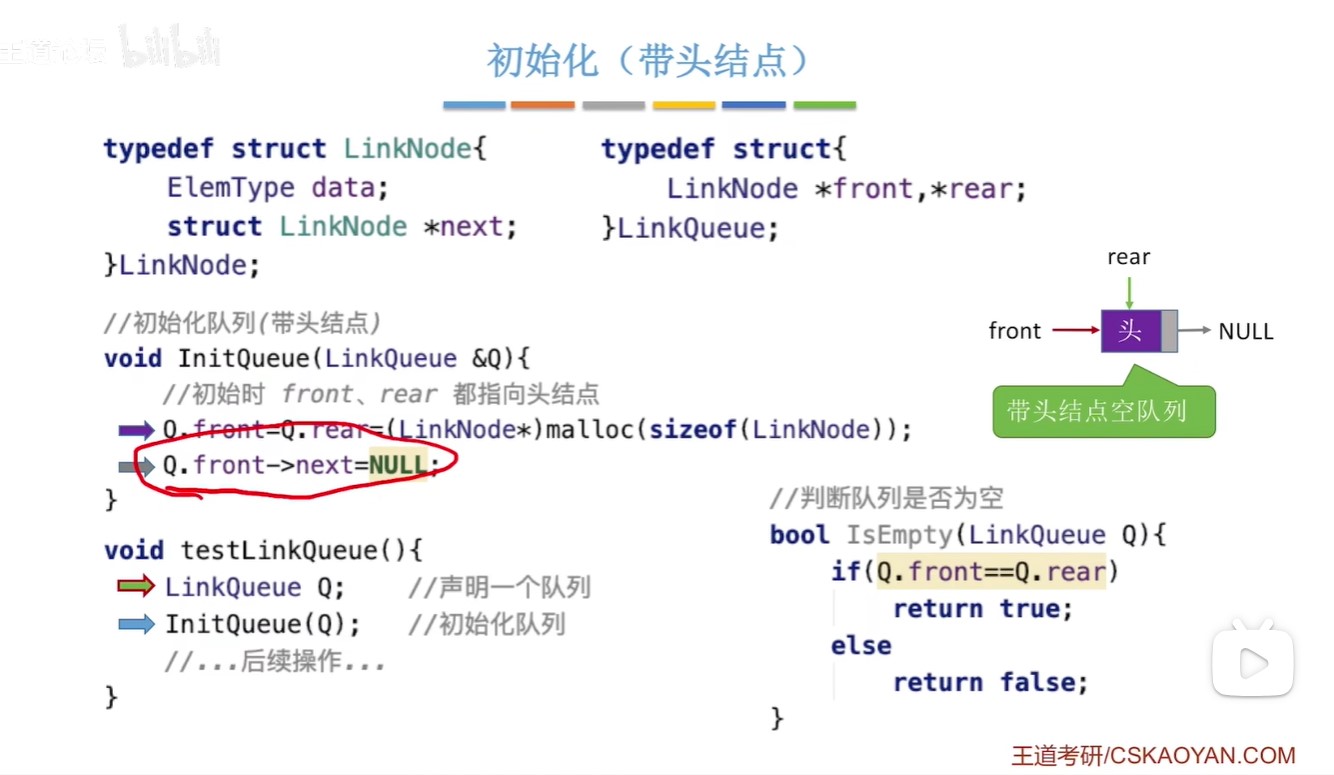 bilibili
初始化（带头结点）
typedef struct LinkNode{
ElemType data;
struct LinkNode *next;
}LinkNode;
typedef struct{
LinkNode *front,*rear;
}LinkQueue;
rear
front
头
NULL
带头结点空队列
//初始化队列(带头结点)
void InitQueue(LinkQueue &Q){
//初始时 front、rear 都指向头结点
Q.front=Q.rear=(LinkNode*)malloc(sizeof(LinkNode));
Q.front->next=NULL;
}
void testLinkQueue(){
LinkQueue Q; //声明一个队列
InitQueue(Q); //初始化队列
//...后续操作...
}
//判断队列是否为空
bool IsEmpty(LinkQueue Q){
if(Q.front==Q.rear)
return true;
else
return false;
}
王道考研/CSKAOYAN.COM